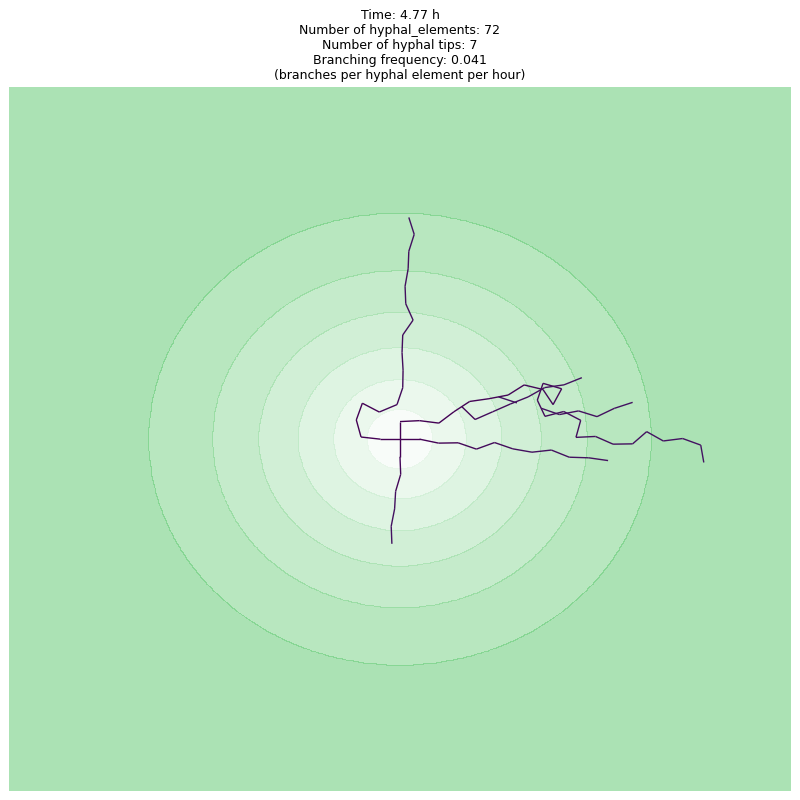 Time: 4.77 h
Number of hyphal_elements: 72
Number of hyphal tips: 7
Branching frequency: 0.041
(branches per hyphal element per hour)